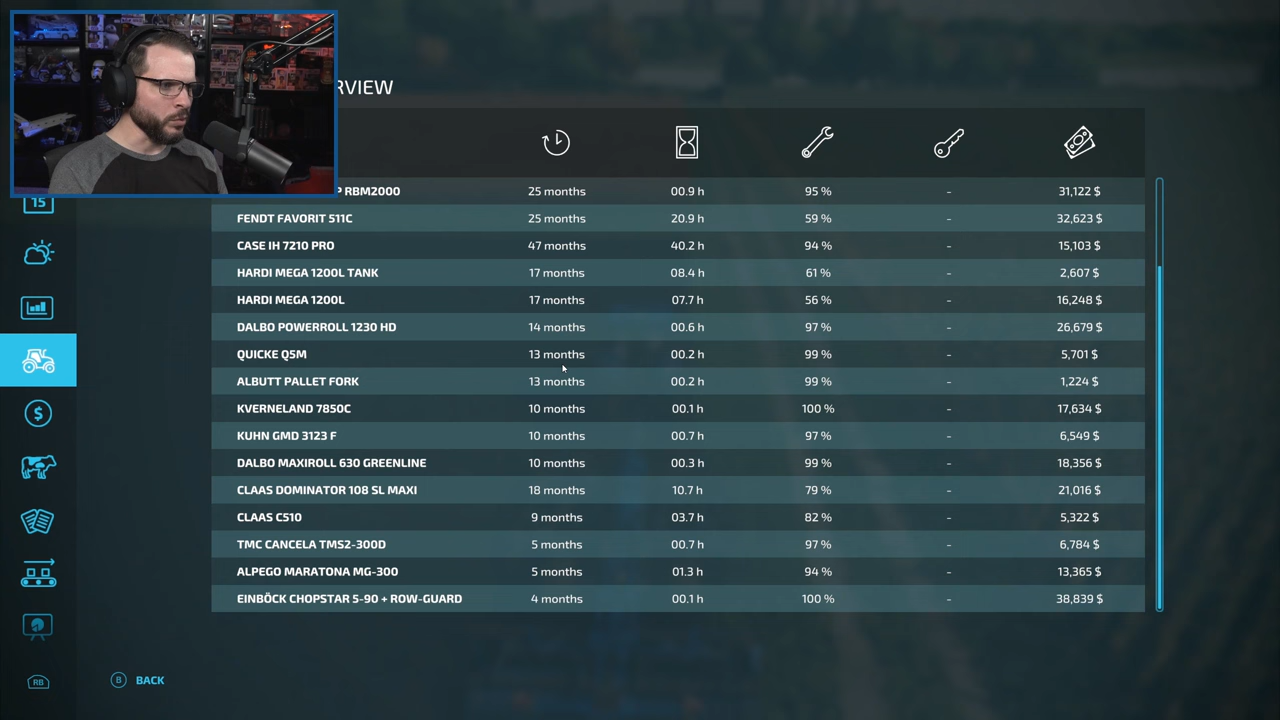 RVIEW
15
P RBM2000 25 months 00.9 h 95 % - 31,122 $
FENDT FAVORIT 511C 25 months 20.9 h 59 % - 32,623 $
CASE IH 7210 PRO 47 months 40.2 h 94 % - 15,103 $
HARDI MEGA 1200L TANK 17 months 08.4 h 61 % - 2,607 $
HARDI MEGA 1200L 17 months 07.7 h 56 % - 16,248 $
DALBO POWERROLL 1230 HD 14 months 00.6 h 97 % - 26,679 $
QUICKE Q5M 13 months 00.2 h 99 % - 5,701 $
ALBUTT PALLET FORK 13 months 00.2 h 99 % - 1,224 $
KVERNELAND 7850C 10 months 00.1 h 100 % - 17,634 $
KUHN GMD 3123 F 10 months 00.7 h 97 % - 6,549 $
DALBO MAXIROLL 630 GREENLINE 10 months 00.3 h 99 % - 18,356 $
CLAAS DOMINATOR 108 SL MAXI 18 months 10.7 h 79 % - 21,016 $
CLAAS C510 9 months 03.7 h 82 % - 5,322 $
TMC CANCELA TMS2-300D 5 months 00.7 h 97 % - 6,784 $
ALPEGO MARATONA MG-300 5 months 01.3 h 94 % - 13,365 $
EINBÖCK CHOPSTAR 5-90 + ROW-GUARD 4 months 00.1 h 100 % - 38,839 $
RB
B BACK